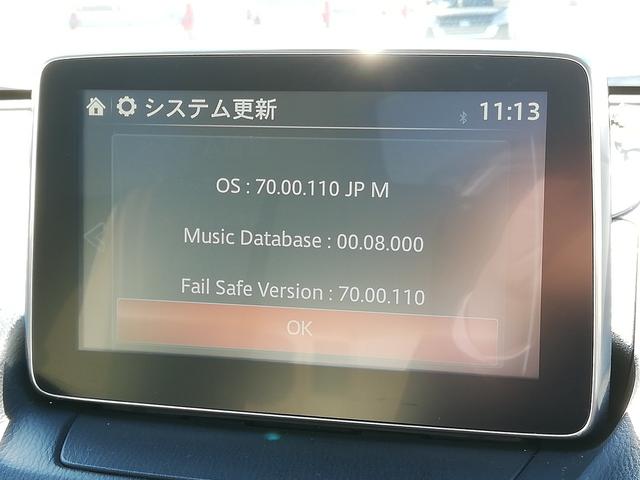 システム更新 11:13
OS : 70.00.110 JP M
Music Database : 00.08.000
Fail Safe Version : 70.00.110
OK